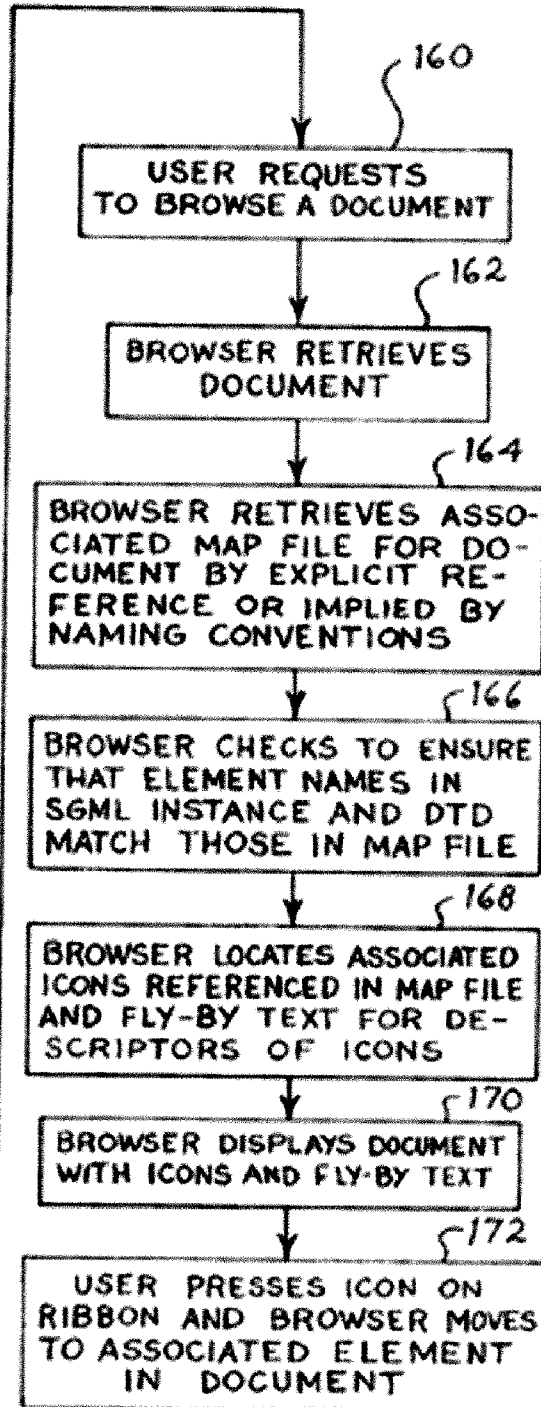 160
USER REQUESTS
TO BROWSE A DOCUMENT
162
BROWSER RETRIEVES
DOCUMENT
164
BROWSER RETRIEVES ASSO-
CIATED MAP FILE FOR DO-
CUMENT BY EXPLICIT RE-
FERENCE OR IMPLIED BY
NAMING CONVENTIONS
166
BROWSER CHECKS TO ENSURE
THAT ELEMENT NAMES IN
SGML INSTANCE AND DTD
MATCH THOSE IN MAP FILE
168
BROWSER LOCATES ASSOCIATED
ICONS REFERENCED IN MAP FILE
AND FLY-BY TEXT FOR DE-
SCRIPTORS OF ICONS
170
BROWSER DISPLAYS DOCUMENT
WITH ICONS AND FLY-BY TEXT
172
USER PRESSES ICON ON
RIBBON AND BROWSER MOVES
TO ASSOCIATED ELEMENT
IN DOCUMENT